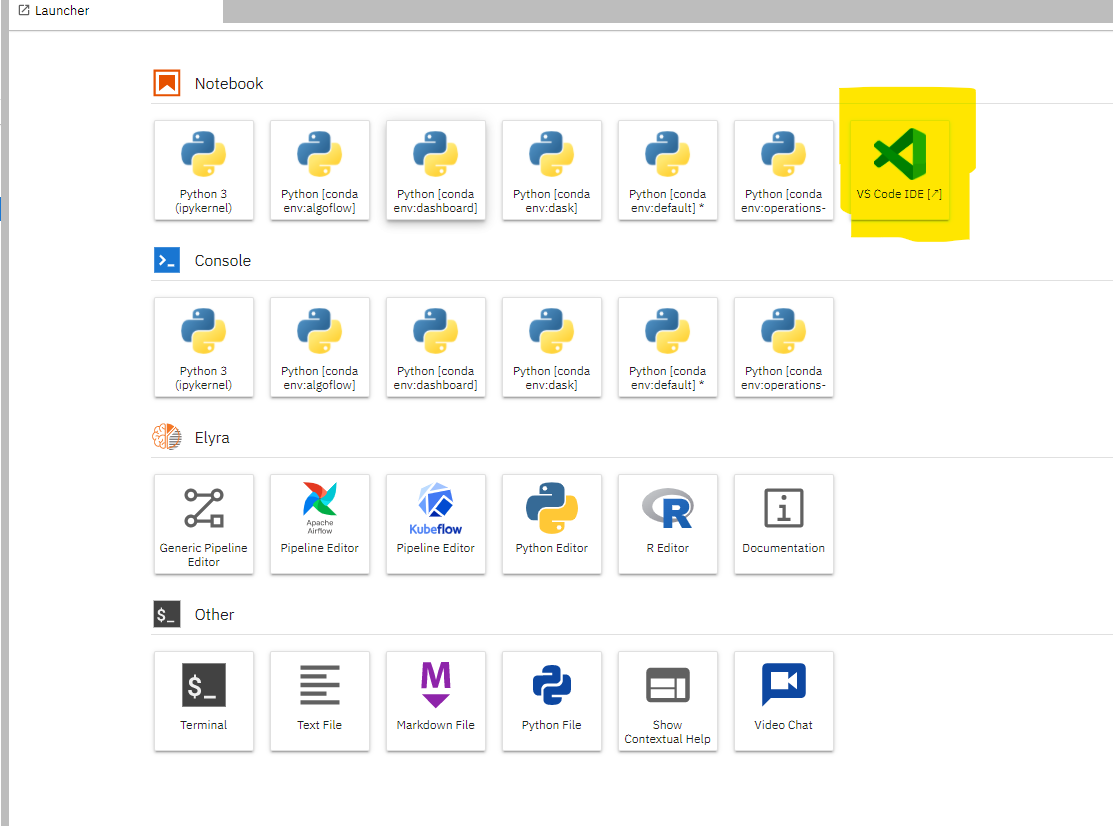 Launcher
Notebook
Python 3
(ipykernel)
Python [conda
env:algoflow]
Python [conda
env:dashboard]
Python [conda
env:dask]
Python [conda
env:default] *
Python [conda
env:operations-
VS Code IDE [↗]
>_
Console
Python 3
(ipykernel)
Python [conda
env:algoflow]
Python [conda
env:dashboard]
Python [conda
env:dask]
Python [conda
env:default] *
Python [conda
env:operations-
Elyra
Generic Pipeline
Editor
Apache
Airflow
Pipeline Editor
Kubeflow
Pipeline Editor
Python Editor
R
R Editor
i
Documentation
$_
Other
$_
Terminal
Text File
M
Markdown File
Python File
Show
Contextual Help
Video Chat